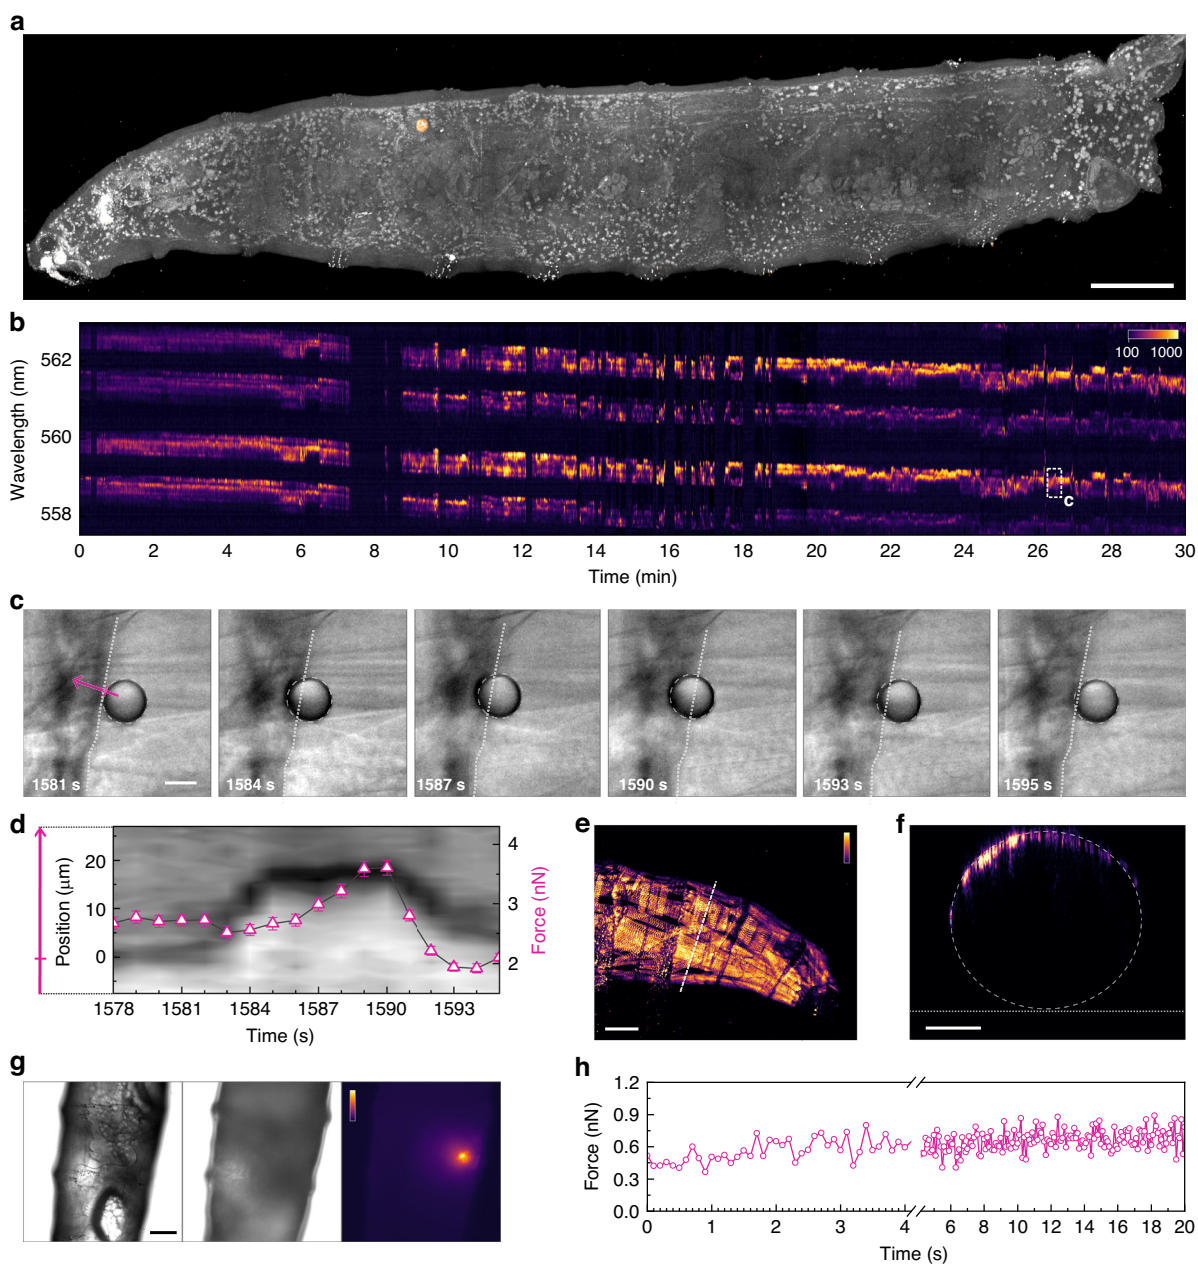 a
b
Wavelength (nm)
562
560
558
100 1000
c
0 2 4 6 8 10 12 14 16 18 20 22 24 26 28 30
Time (min)
c
1581 s 1584 s 1587 s 1590 s 1593 s 1595 s
d
Position (μm)
20
10
0
4
3
2
Force (nN)
1578 1581 1584 1587 1590 1593
Time (s)
e
f
g
h
Force (nN)
1.2
0.9
0.6
0.3
0.0
0 1 2 3 4 6 8 10 12 14 16 18 20
Time (s)